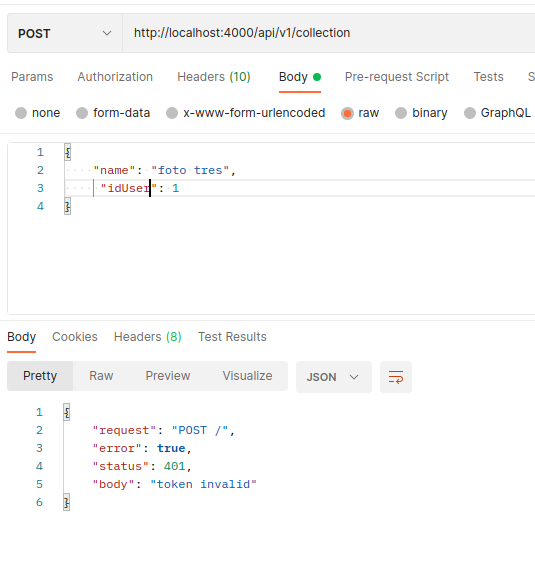 POST http://localhost:4000/api/v1/collection
Params Authorization Headers (10) Body Pre-request Script Tests S
none form-data x-www-form-urlencoded raw binary GraphQL
1 {
2 "name": "foto tres",
3 "idUser": 1
4 }
Body Cookies Headers (8) Test Results
Pretty Raw Preview Visualize JSON
1 {
2 "request": "POST /",
3 "error": true,
4 "status": 401,
5 "body": "token invalid"
6 }